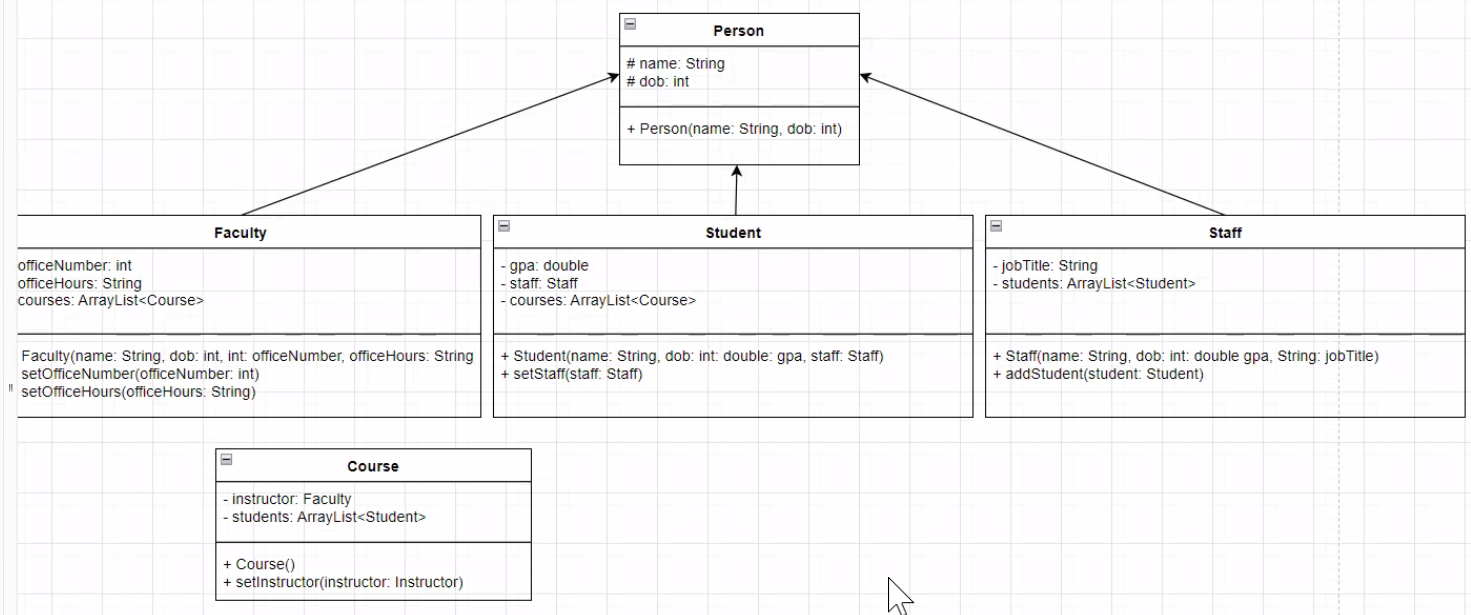 Person
# name: String
# dob: int
+ Person(name: String, dob: int)
Faculty
officeNumber: int
officeHours: String
courses: ArrayList<Course>
Faculty(name: String, dob: int, int: officeNumber, officeHours: String
setOfficeNumber(officeNumber: int)
setOfficeHours(officeHours: String)
Student
- gpa: double
- staff: Staff
- courses: ArrayList<Course>
+ Student(name: String, dob: int: double: gpa, staff: Staff)
+ setStaff(staff: Staff)
Staff
- jobTitle: String
- students: ArrayList<Student>
+ Staff(name: String, dob: int: double gpa, String: jobTitle)
+ addStudent(student: Student)
Course
- instructor: Faculty
- students: ArrayList<Student>
+ Course()
+ setInstructor(instructor: Instructor)